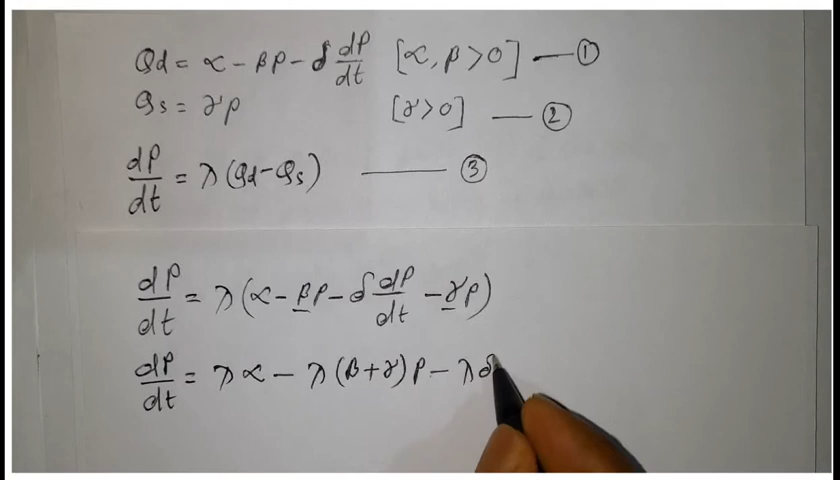 Qd = α - βP - δ dP/dt [α, β > 0] — ①
Qs = γP [γ > 0] — ②
dP/dt = λ(Qd - Qs) — ③
dP/dt = λ(α - βP - δ dP/dt - γP)
dP/dt = λα - λ(β + γ)P - λδ